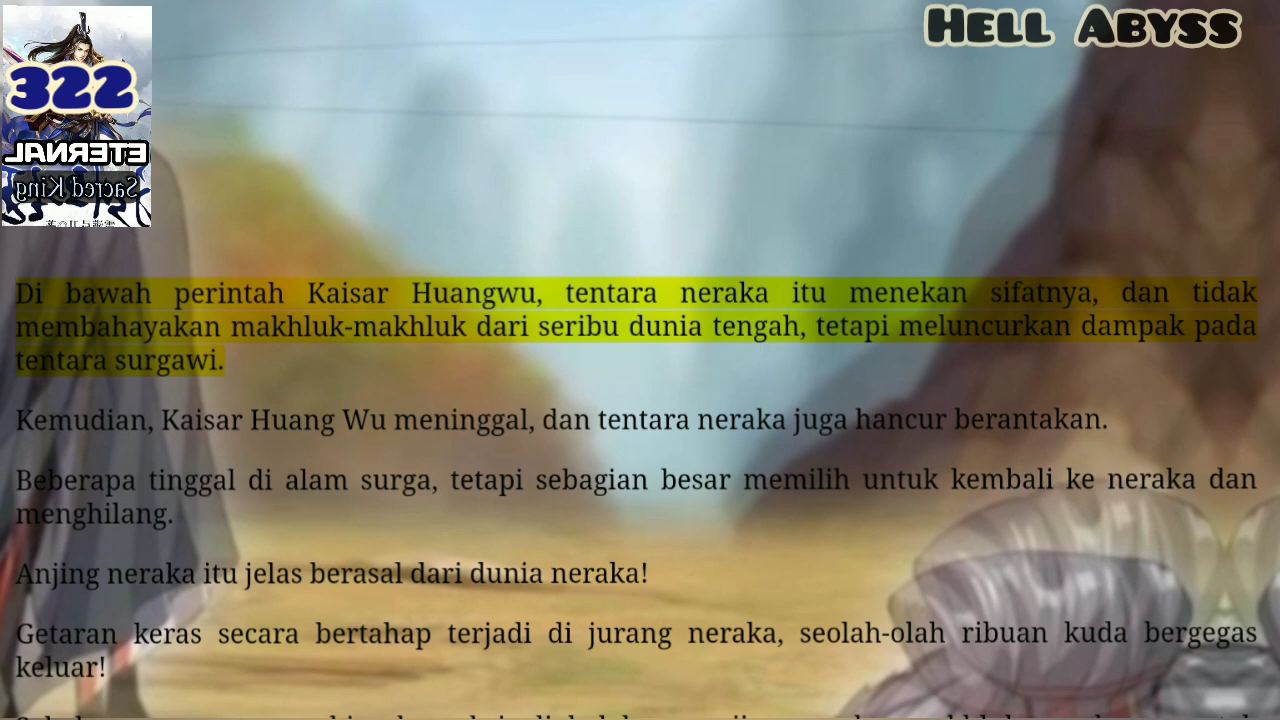 Hell Abyss
322
ETERNAL
Sacred King
Di bawah perintah Kaisar Huangwu, tentara neraka itu menekan sifatnya, dan tidak
membahayakan makhluk-makhluk dari seribu dunia tengah, tetapi meluncurkan dampak pada
tentara surgawi.
Kemudian, Kaisar Huang Wu meninggal, dan tentara neraka juga hancur berantakan.
Beberapa tinggal di alam surga, tetapi sebagian besar memilih untuk kembali ke neraka dan
menghilang.
Anjing neraka itu jelas berasal dari dunia neraka!
Getaran keras secara bertahap terjadi di jurang neraka, seolah-olah ribuan kuda bergegas
keluar!